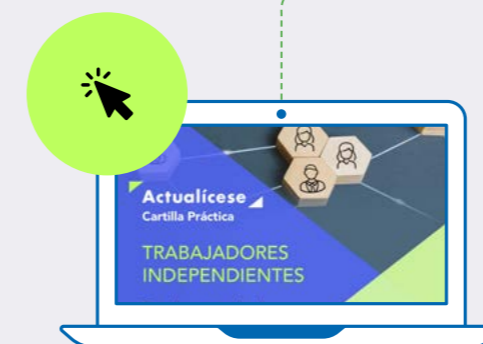 Actualícese
Cartilla Práctica
TRABAJADORES
INDEPENDIENTES